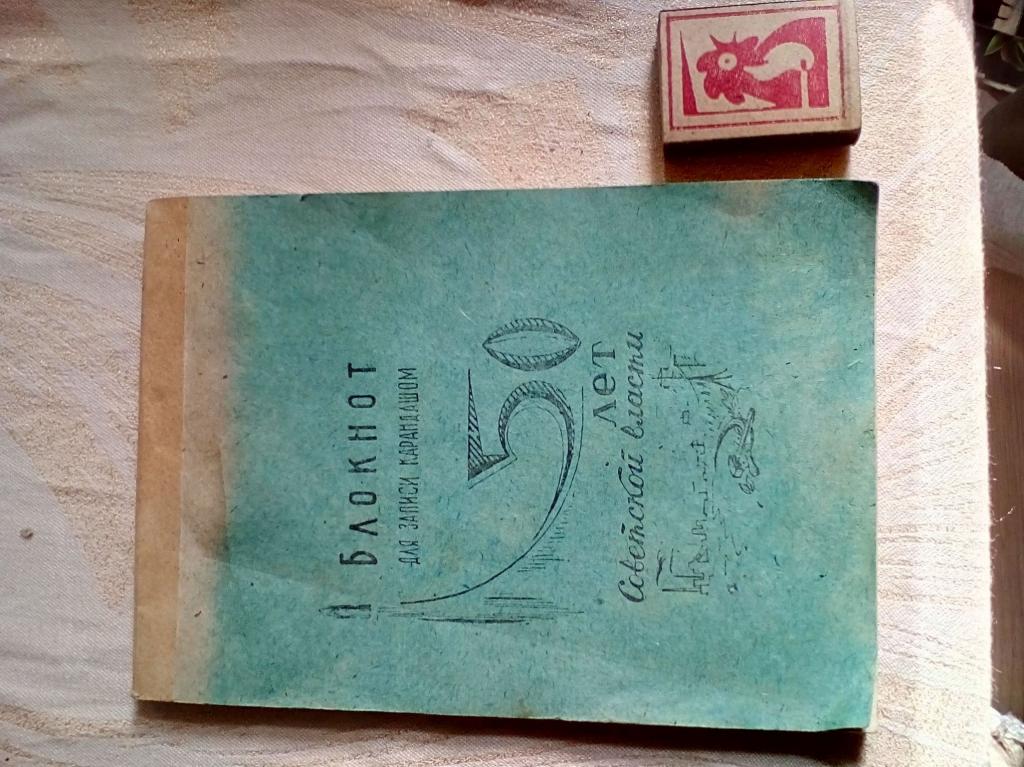 БЛОКНОТ
ДЛЯ ЗАПИСИ КАРАНДАШОМ
50
лет
Советской власти